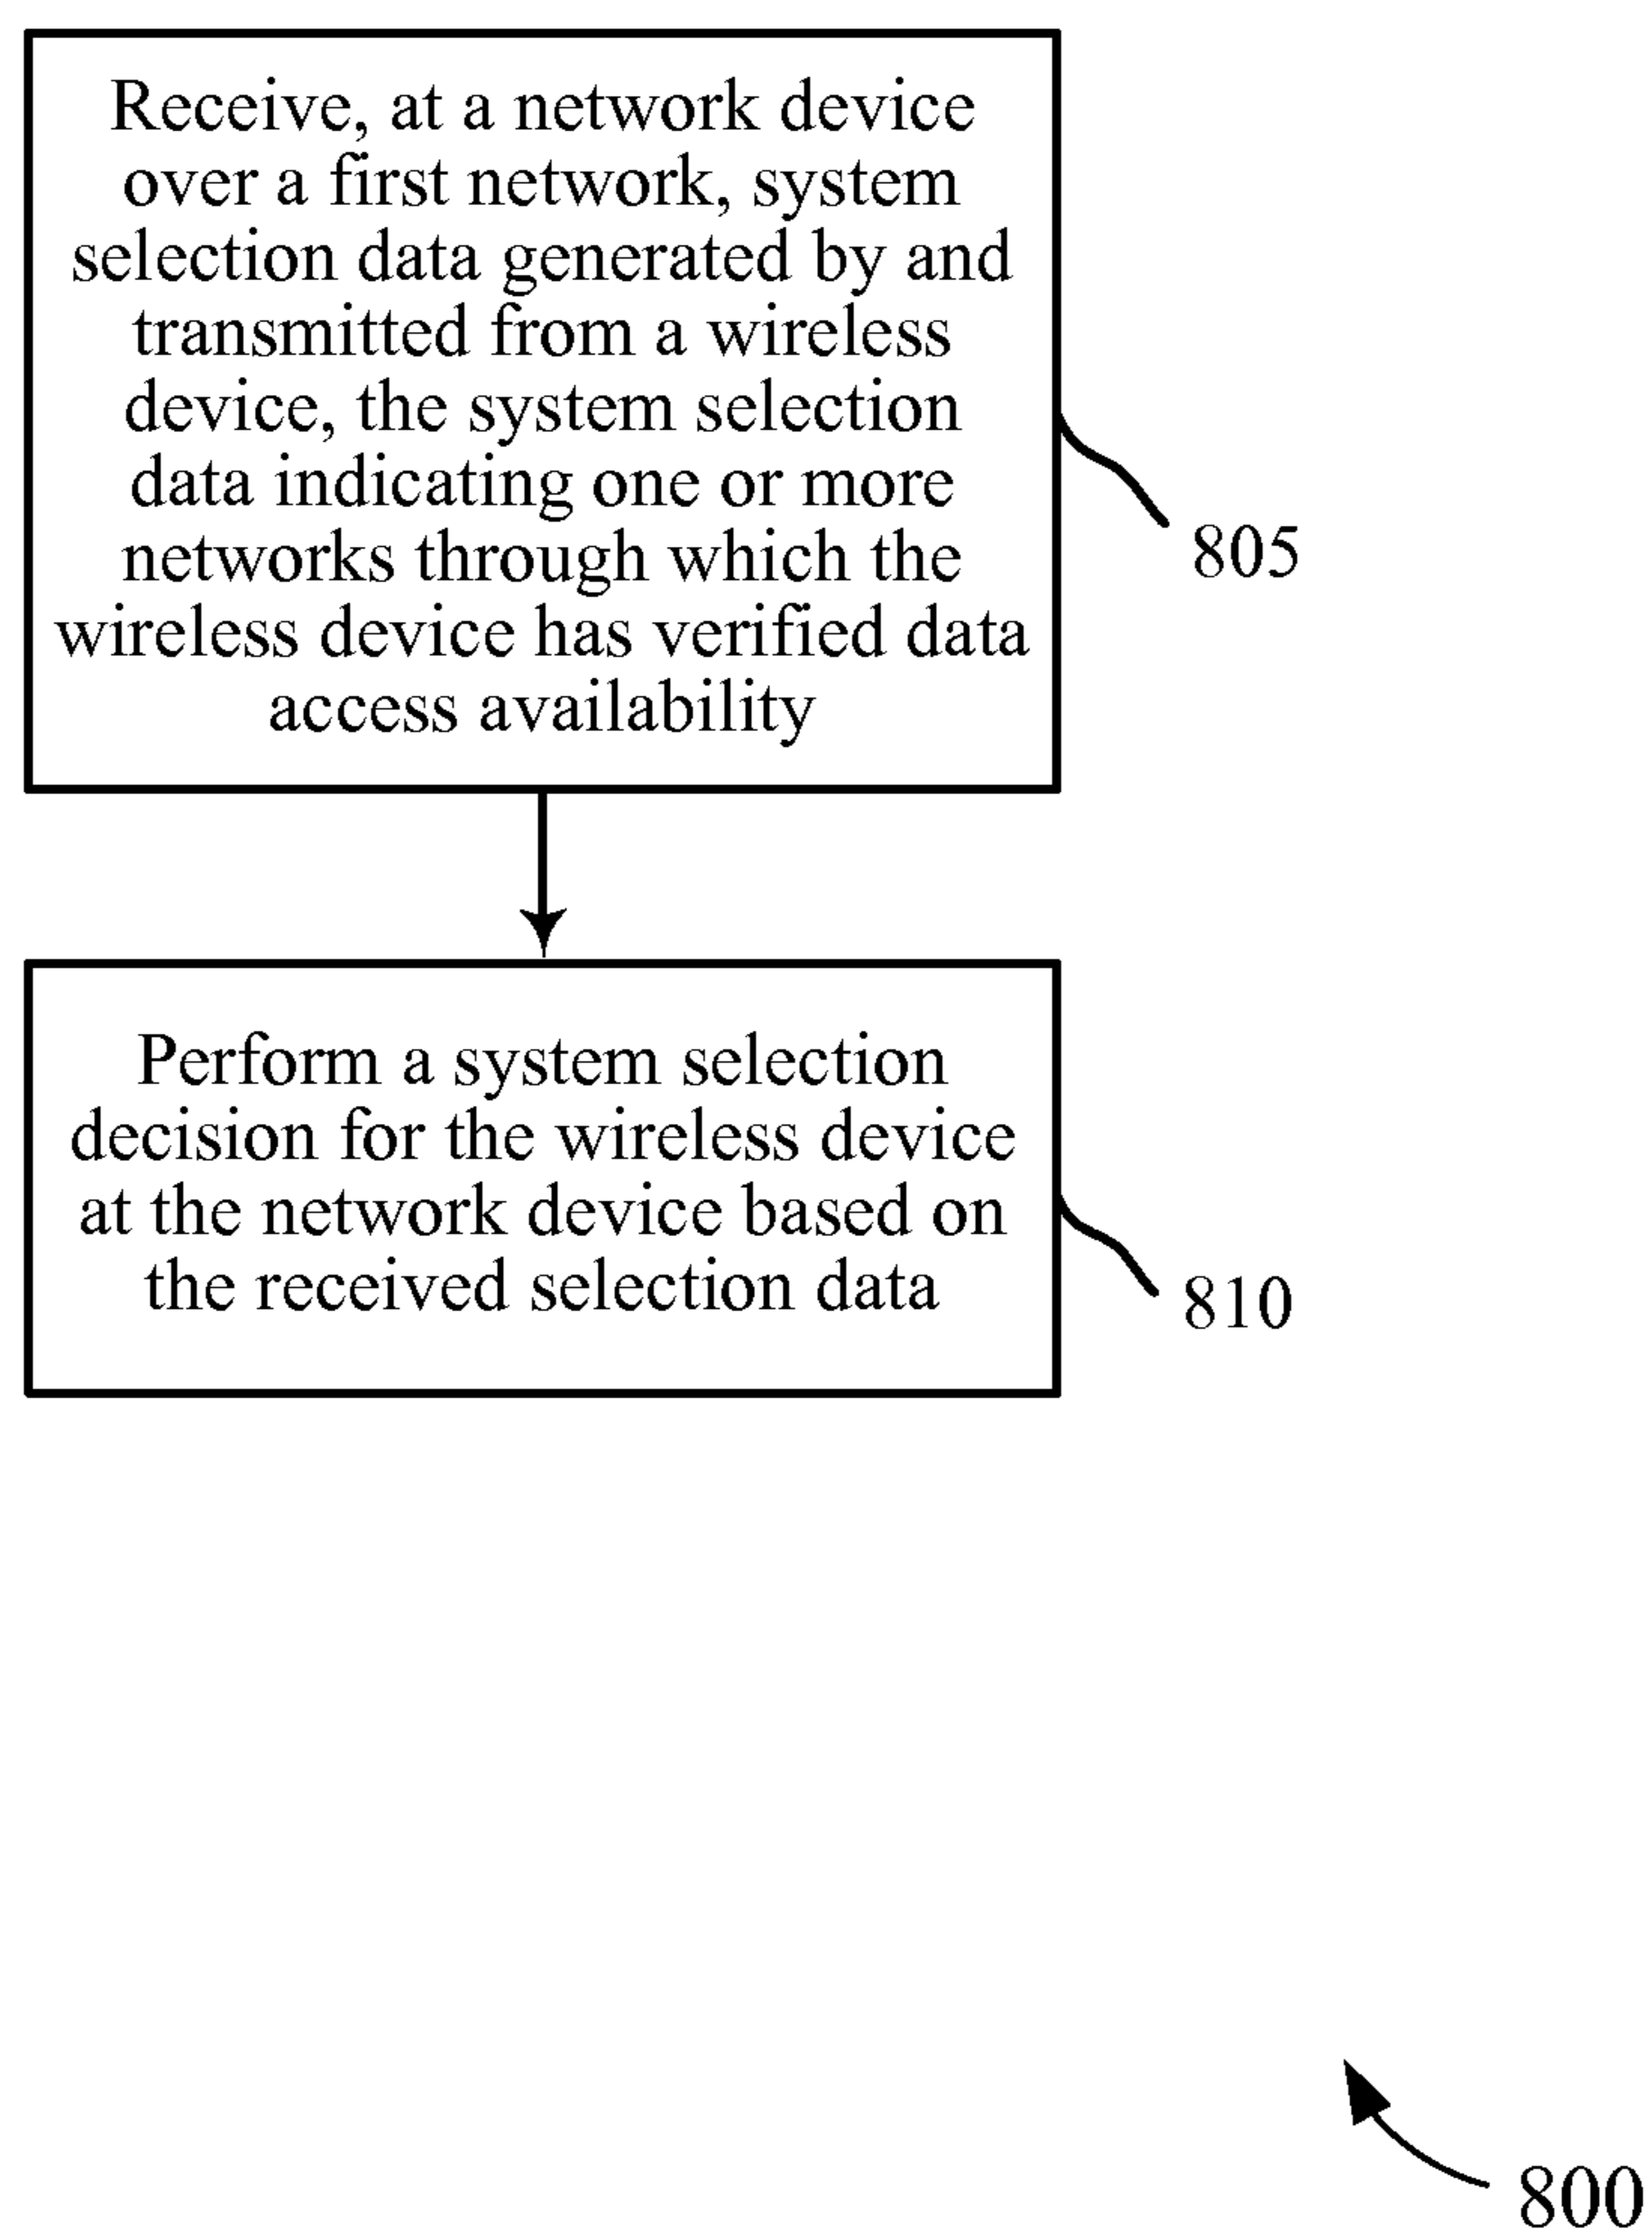 Receive, at a network device
over a first network, system
selection data generated by and
transmitted from a wireless
device, the system selection
data indicating one or more
networks through which the
wireless device has verified data
access availability
805
Perform a system selection
decision for the wireless device
at the network device based on
the received selection data
810
800